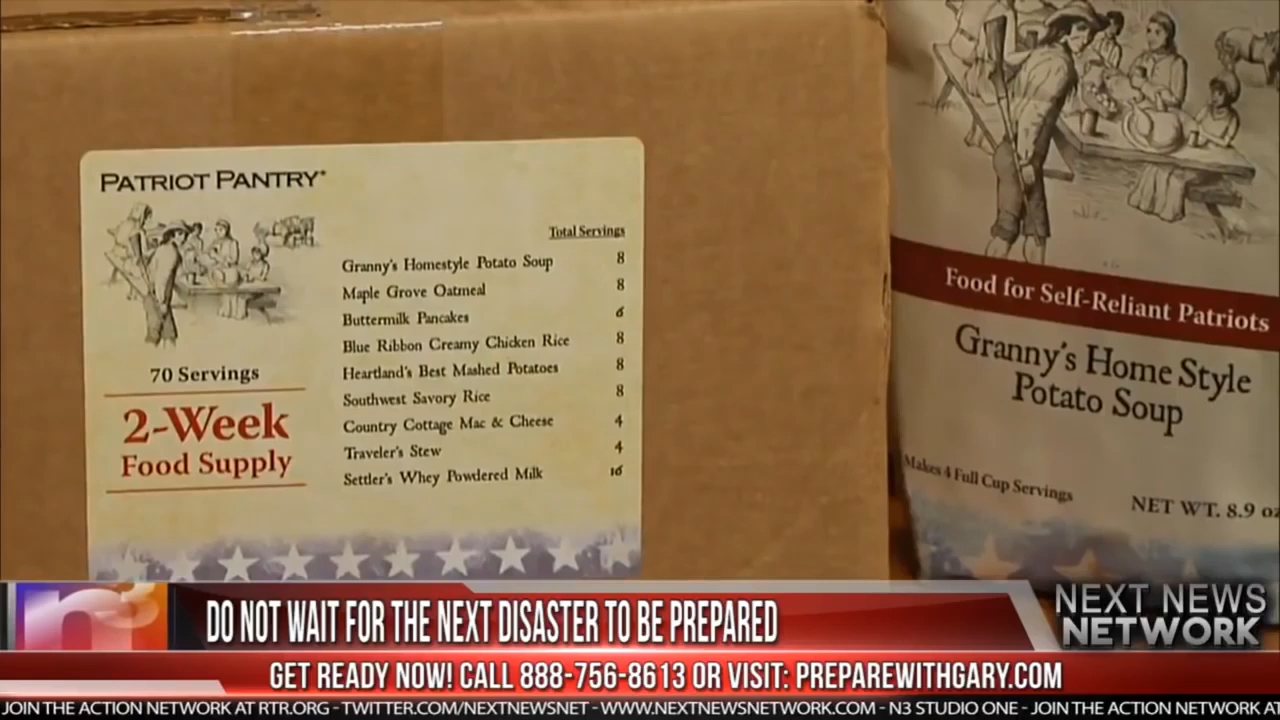 PATRIOT PANTRY®
70 Servings
2-Week
Food Supply
Total Servings
Granny's Homestyle Potato Soup 8
Maple Grove Oatmeal 8
Buttermilk Pancakes 6
Blue Ribbon Creamy Chicken Rice 8
Heartland's Best Mashed Potatoes 8
Southwest Savory Rice 8
Country Cottage Mac & Cheese 4
Traveler's Stew 4
Settler's Whey Powdered Milk 16
Food for Self-Reliant Patriots
Granny's Home Style
Potato Soup
Makes 4 Full Cup Servings
NET WT. 8.9 oz
n3
DO NOT WAIT FOR THE NEXT DISASTER TO BE PREPARED
NEXT NEWS
NETWORK
GET READY NOW! CALL 888-756-8613 OR VISIT: PREPAREWITHGARY.COM
JOIN THE ACTION NETWORK AT RTR.ORG - TWITTER.COM/NEXTNEWSNET - WWW.NEXTNEWSNETWORK.COM - N3 STUDIO ONE - JOIN THE ACTION NETWORK AT